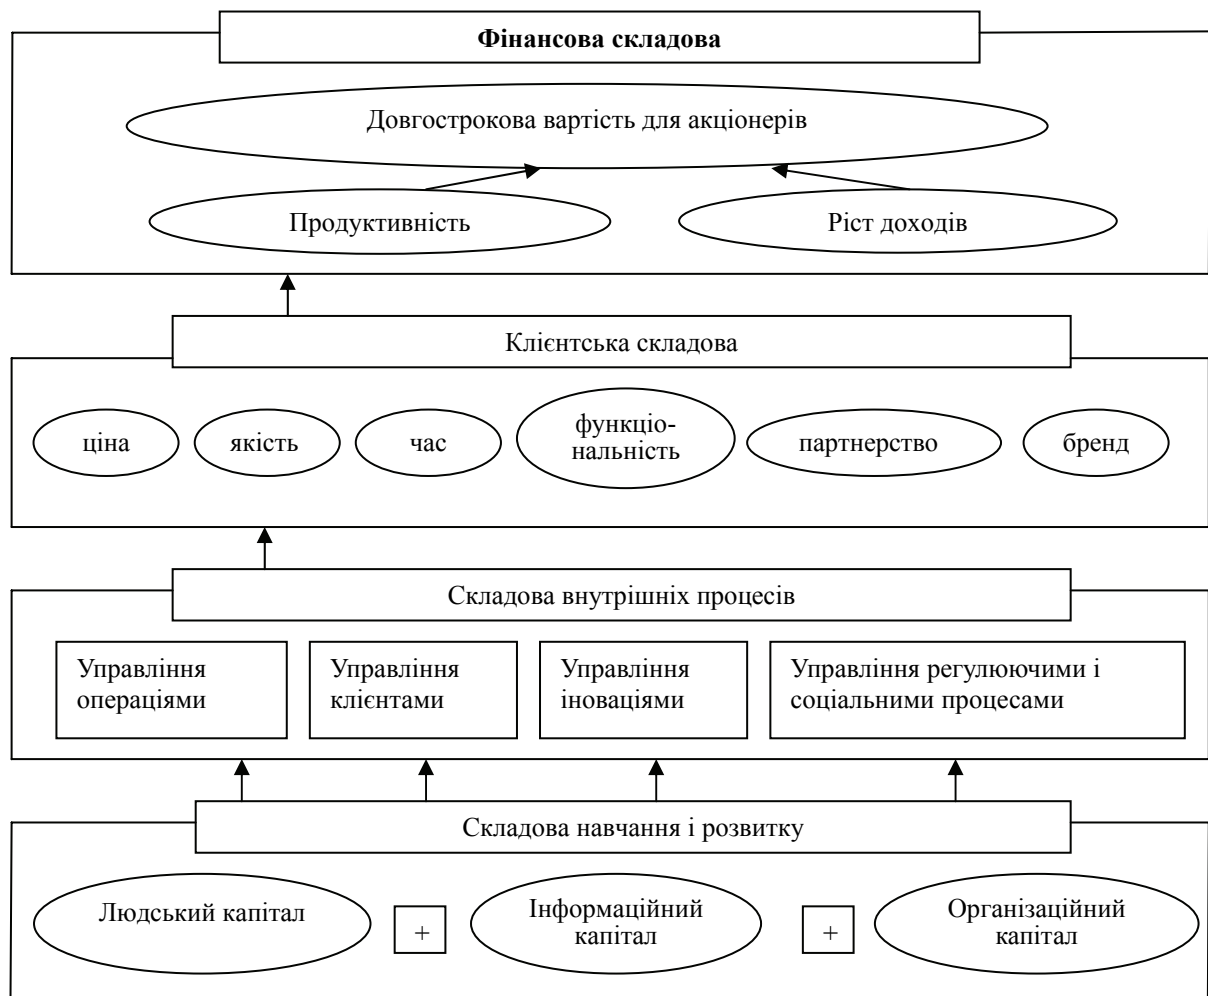 Фінансова складова
Довгострокова вартість для акціонерів
Продуктивність
Ріст доходів
Клієнтська складова
ціна
якість
час
функціо-
нальність
партнерство
бренд
Складова внутрішніх процесів
Управління
операціями
Управління
клієнтами
Управління
іноваціями
Управління регулюючими і
соціальними процесами
Складова навчання і розвитку
Людський капітал
+
Інформаційний
капітал
+
Організаційний
капітал